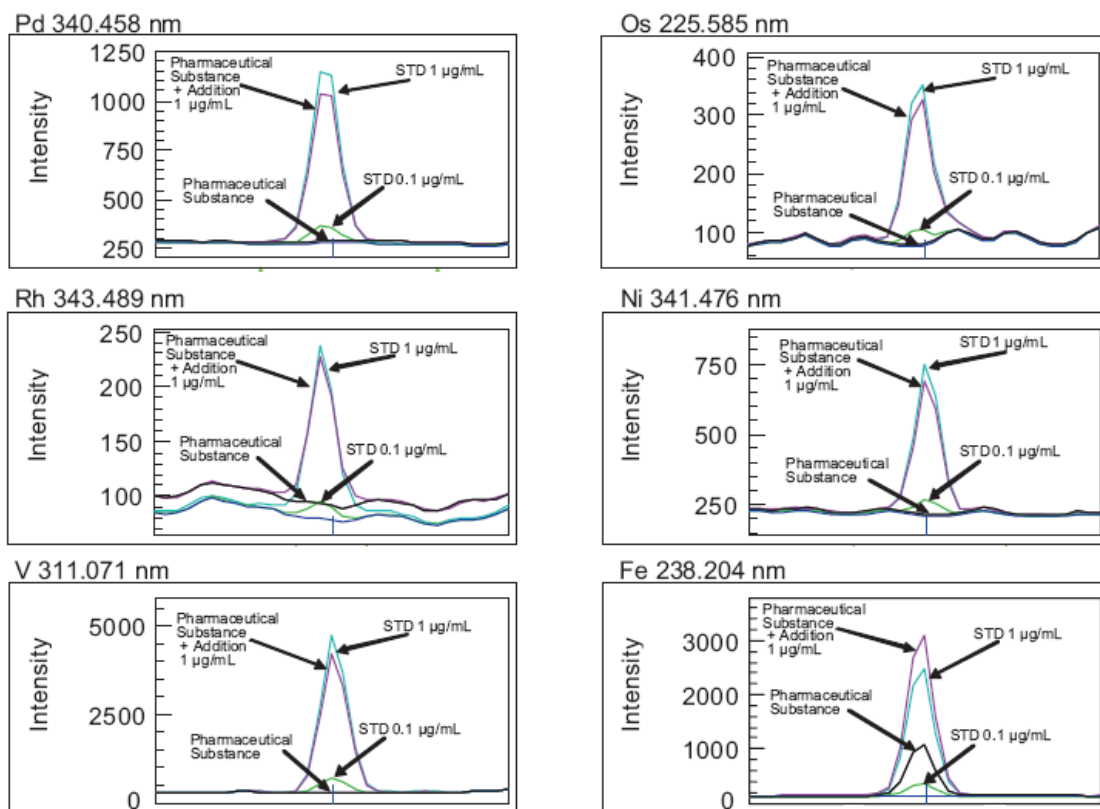 Pd 340.458 nm
Intensity
1250
1000
750
500
250
Pharmaceutical
Substance
+ Addition
1 µg/mL
STD 1 µg/mL
Pharmaceutical
Substance
STD 0.1 µg/mL
Os 225.585 nm
Intensity
400
300
200
100
Pharmaceutical
Substance
+ Addition
1 µg/mL
STD 1 µg/mL
Pharmaceutical
Substance
STD 0.1 µg/mL
Rh 343.489 nm
Intensity
250
200
150
100
Pharmaceutical
Substance
+ Addition
1 µg/mL
STD 1 µg/mL
Pharmaceutical
Substance
STD 0.1 µg/mL
Ni 341.476 nm
Intensity
750
500
250
Pharmaceutical
Substance
+ Addition
1 µg/mL
STD 1 µg/mL
Pharmaceutical
Substance
STD 0.1 µg/mL
V 311.071 nm
Intensity
5000
2500
0
Pharmaceutical
Substance
+ Addition
1 µg/mL
STD 1 µg/mL
Pharmaceutical
Substance
STD 0.1 µg/mL
Fe 238.204 nm
Intensity
3000
2000
1000
0
Pharmaceutical
Substance
+ Addition
1 µg/mL
STD 1 µg/mL
Pharmaceutical
Substance
STD 0.1 µg/mL